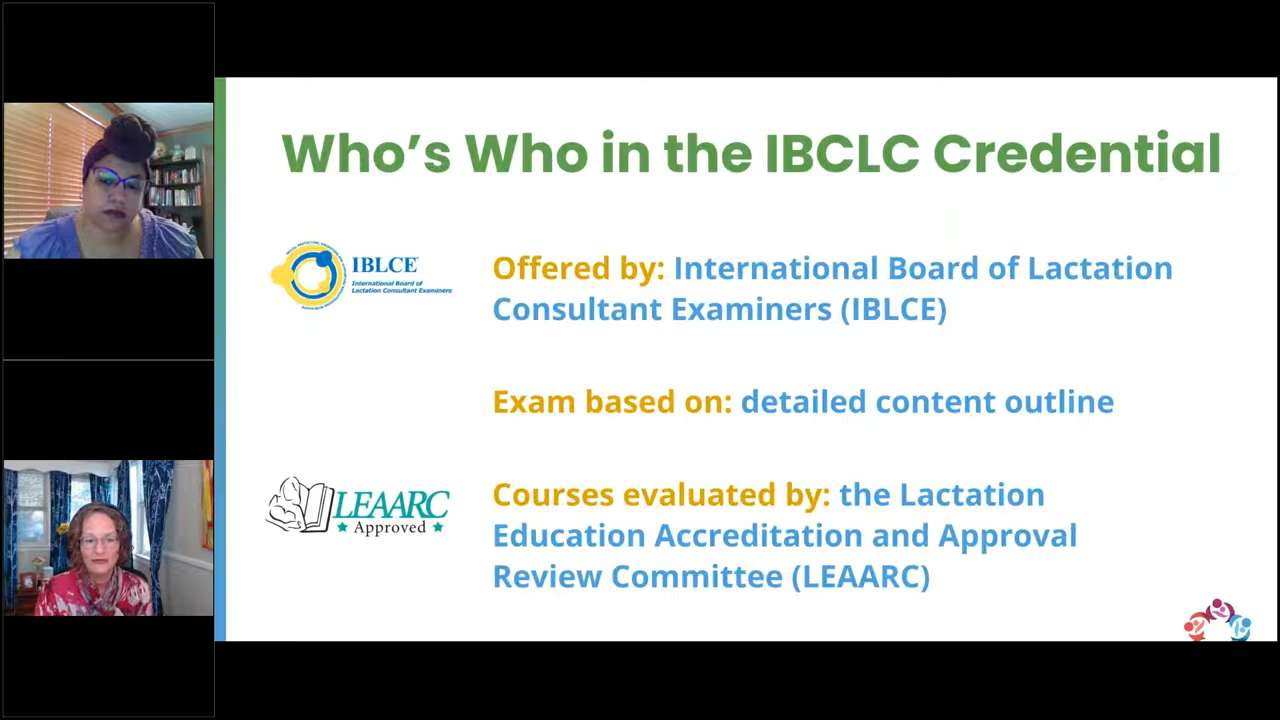 Who's Who in the IBCLC Credential
IBLCE
International Board of
Lactation Consultant Examiners
Offered by: International Board of Lactation
Consultant Examiners (IBLCE)
Exam based on: detailed content outline
LEAARC
Approved
Courses evaluated by: the Lactation
Education Accreditation and Approval
Review Committee (LEAARC)